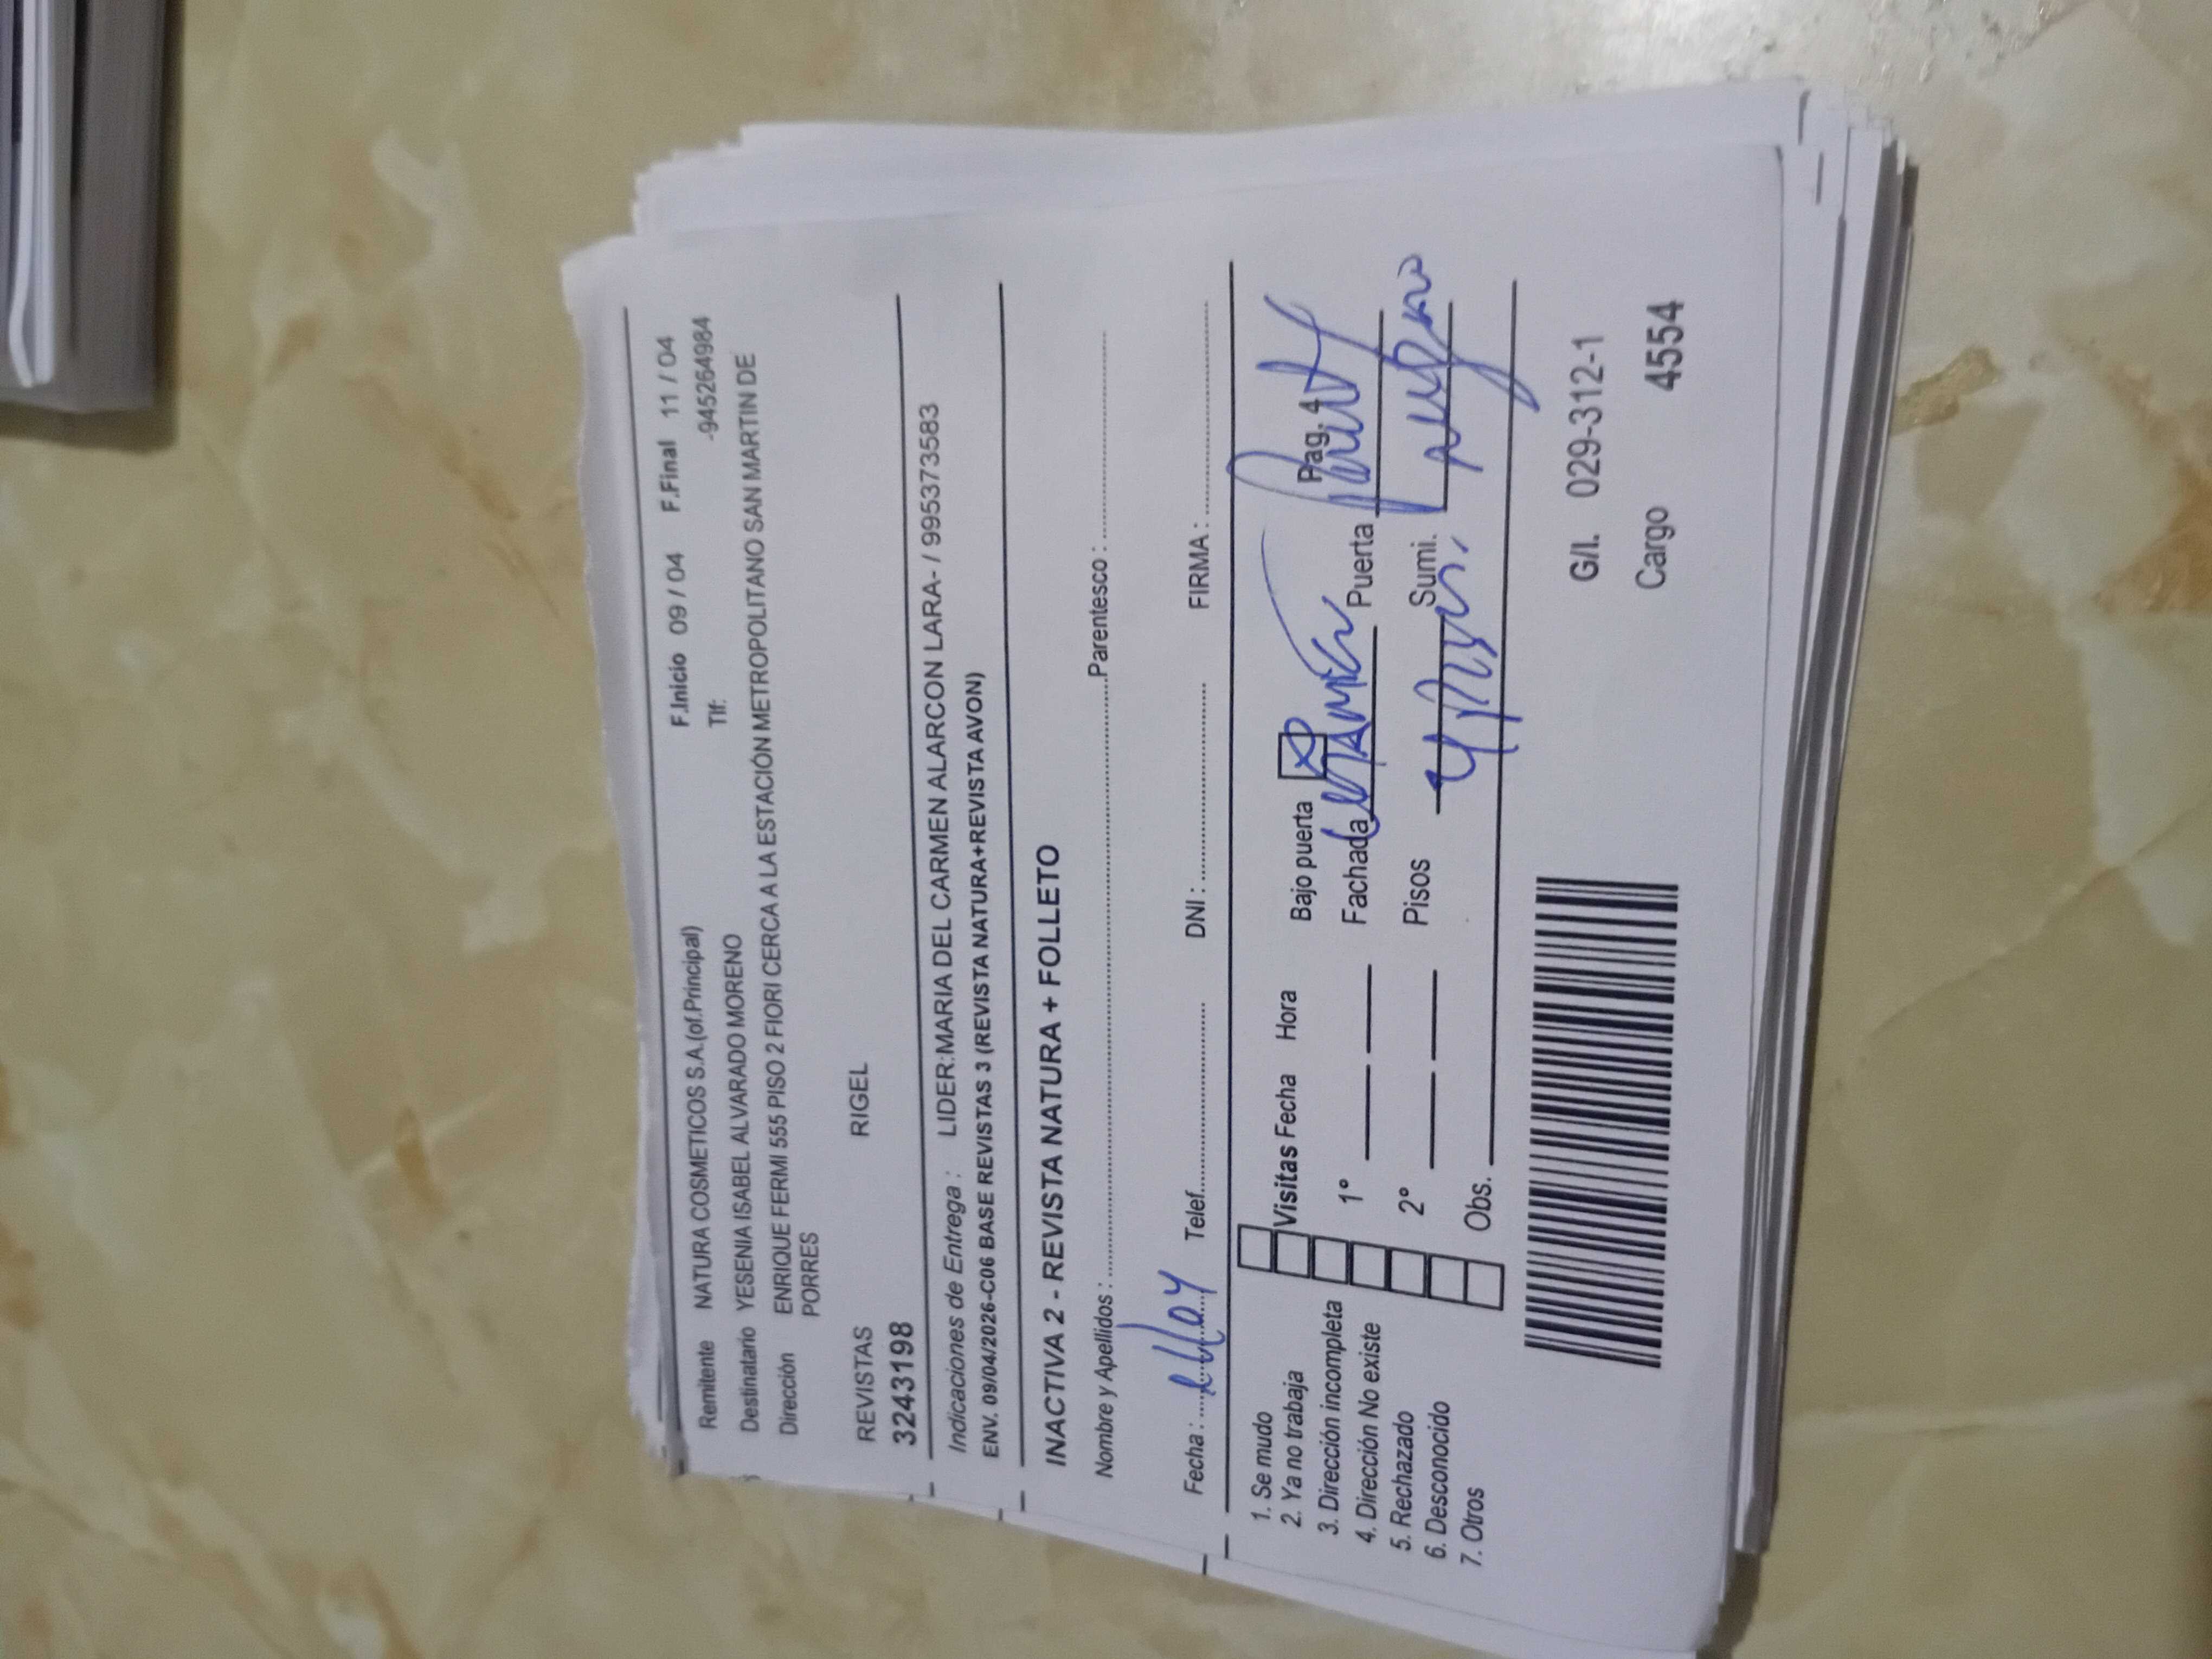 F.Inicio 09 / 04 F.Final 11 / 04
Remitente NATURA COSMETICOS S.A.(of.Principal) Tlf: -945264984
Destinatario YESENIA ISABEL ALVARADO MORENO
Dirección ENRIQUE FERMI 555 PISO 2 FIORI CERCA A LA ESTACIÓN METROPOLITANO SAN MARTIN DE
PORRES
REVISTAS RIGEL
3243198
Indicaciones de Entrega : LIDER:MARIA DEL CARMEN ALARCON LARA- / 995373583
ENV. 09/04/2026-C06 BASE REVISTAS 3 (REVISTA NATURA+REVISTA AVON)
INACTIVA 2 - REVISTA NATURA + FOLLETO
Nombre y Apellidos : Parentesco :
Fecha : Telef. DNI : FIRMA :
1. Se mudo
2. Ya no trabaja
3. Dirección incompleta
4. Dirección No existe
5. Rechazado
6. Desconocido
7. Otros
Visitas Fecha Hora Bajo puerta Pag. 4
1° Fachada Puerta
2° Pisos Sumi.
Obs.
G/I. 029-3112-1
Cargo 4554